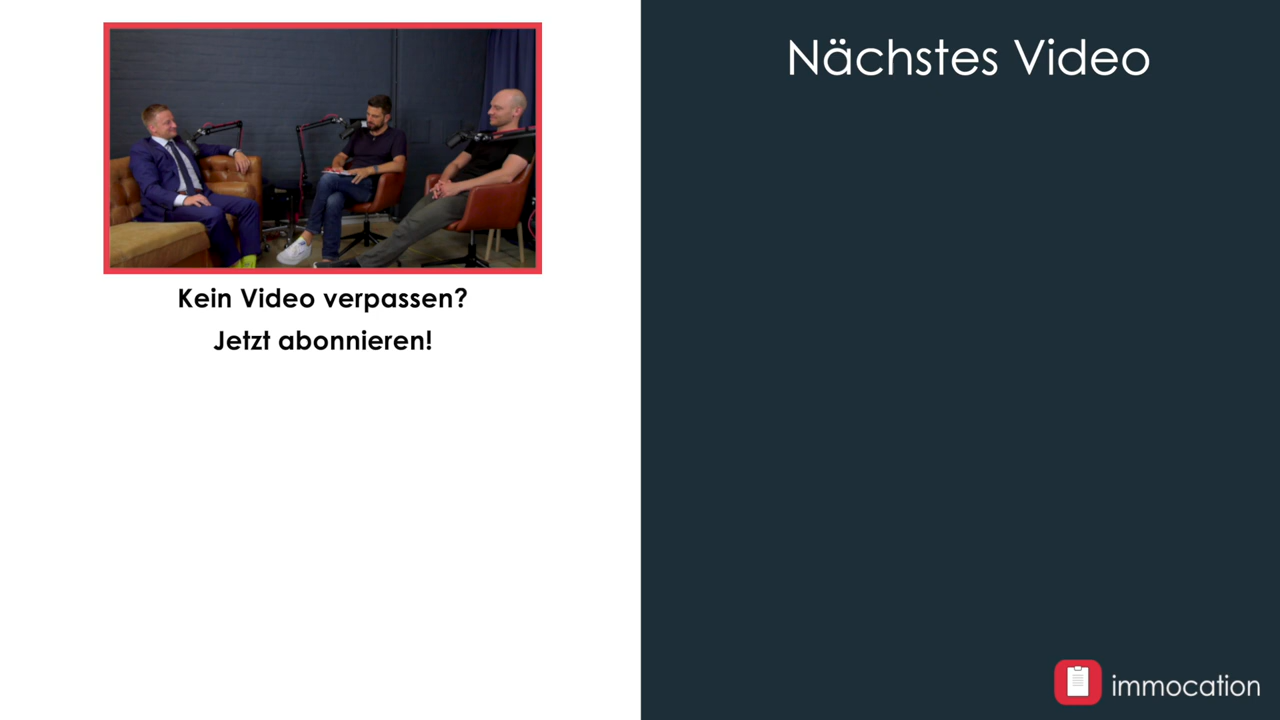 Kein Video verpassen?
Jetzt abonnieren!
Nächstes Video
immocation